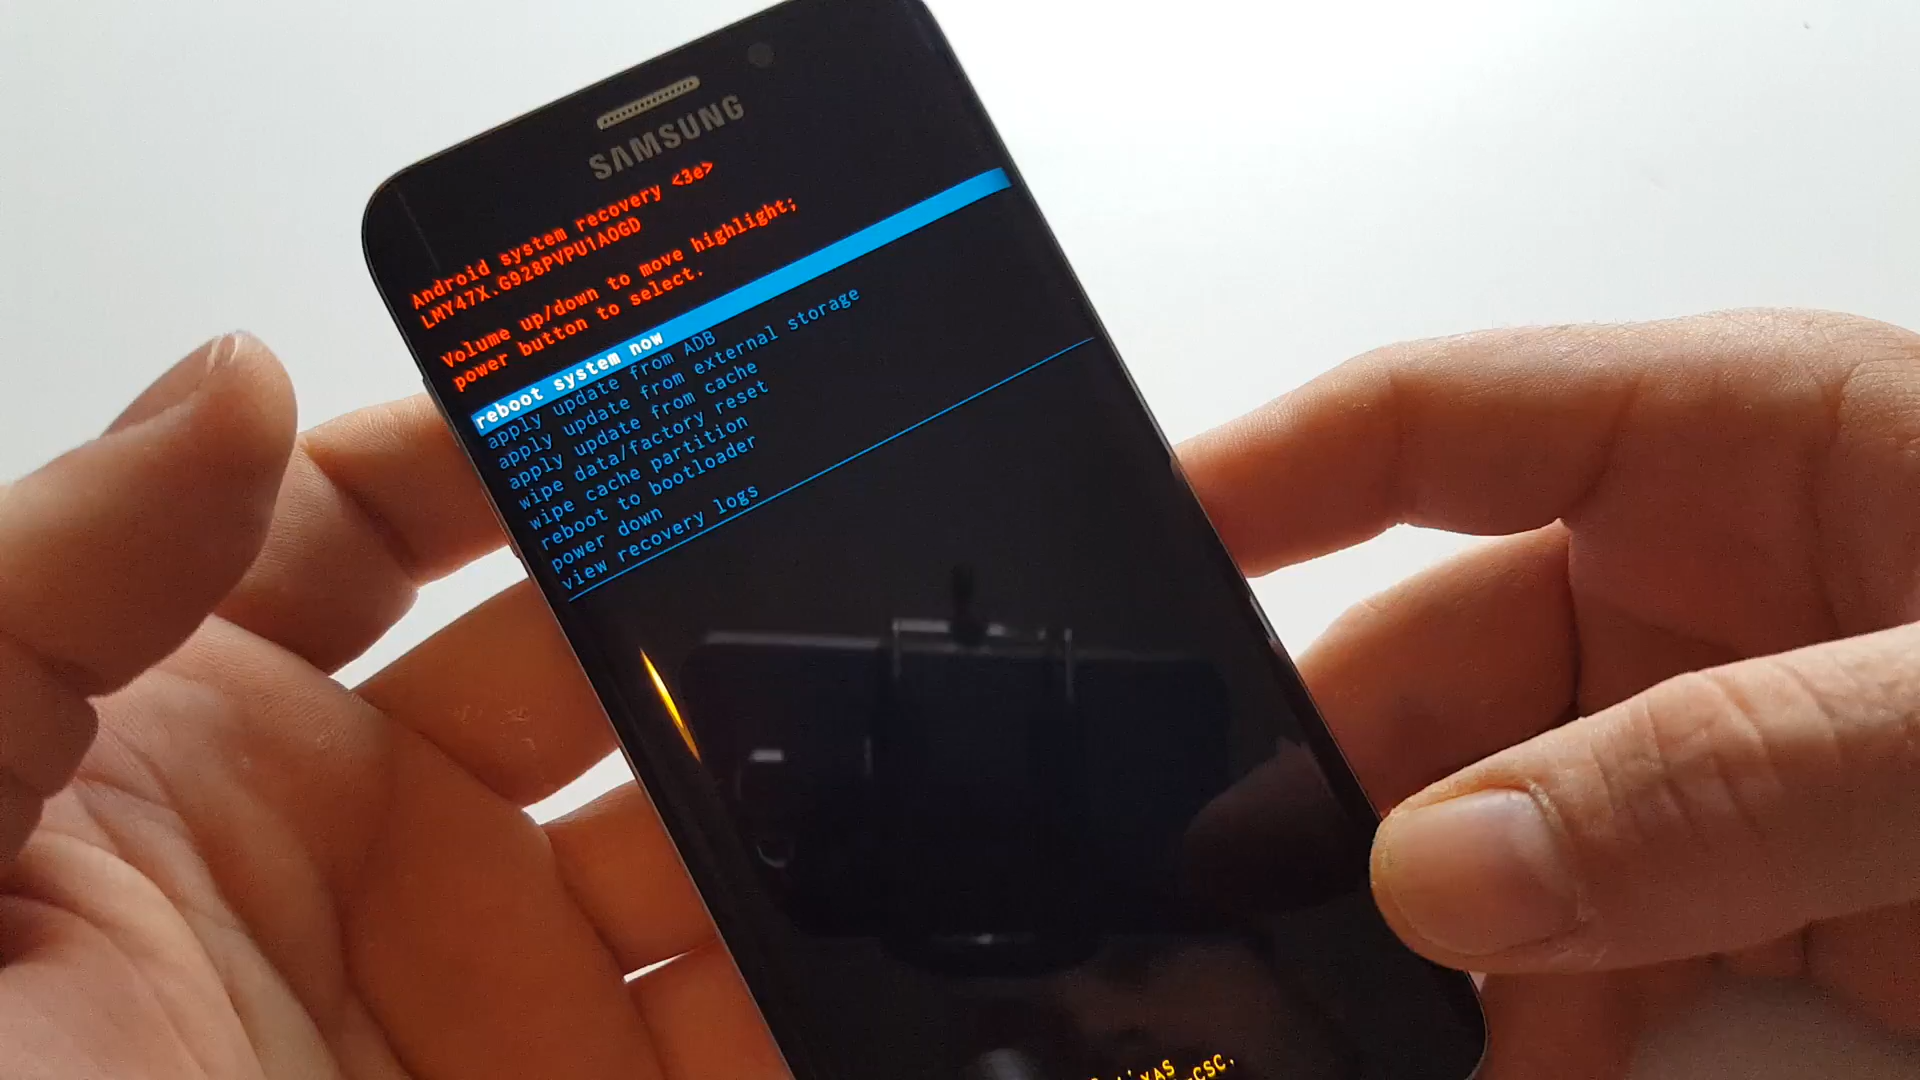 SAMSUNG
Android system recovery <3e>
LMY47X.G928PVPU1AOGD
Volume up/down to move highlight;
power button to select.
reboot system now
apply update from ADB
apply update from external storage
apply update from cache
wipe data/factory reset
wipe cache partition
reboot to bootloader
power down
view recovery logs
-CSC.